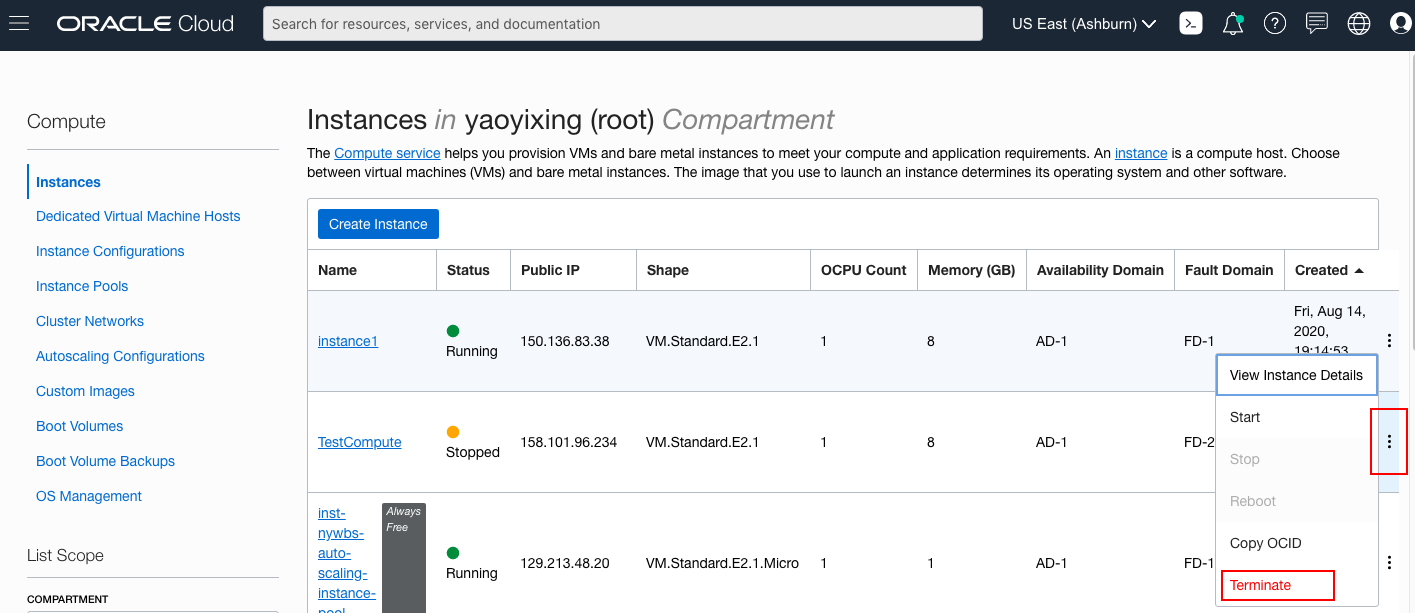 ORACLE Cloud
Search for resources, services, and documentation
US East (Ashburn)
Compute
Instances
Dedicated Virtual Machine Hosts
Instance Configurations
Instance Pools
Cluster Networks
Autoscaling Configurations
Custom Images
Boot Volumes
Boot Volume Backups
OS Management
List Scope
COMPARTMENT
Instances in yaoyixing (root) Compartment
The Compute service helps you provision VMs and bare metal instances to meet your compute and application requirements. An instance is a compute host. Choose
between virtual machines (VMs) and bare metal instances. The image that you use to launch an instance determines its operating system and other software.
Create Instance
Name Status Public IP Shape OCPU Count Memory (GB) Availability Domain Fault Domain Created
instance1 Running 150.136.83.38 VM.Standard.E2.1 1 8 AD-1 FD-1 Fri, Aug 14,
2020,
19:14:53
TestCompute Stopped 158.101.96.234 VM.Standard.E2.1 1 8 AD-1 FD-2
inst-
nywbs-
auto-
scaling-
instance-
pool
Always
Free
Running 129.213.48.20 VM.Standard.E2.1.Micro 1 1 AD-1 FD-1
View Instance Details
Start
Stop
Reboot
Copy OCID
Terminate